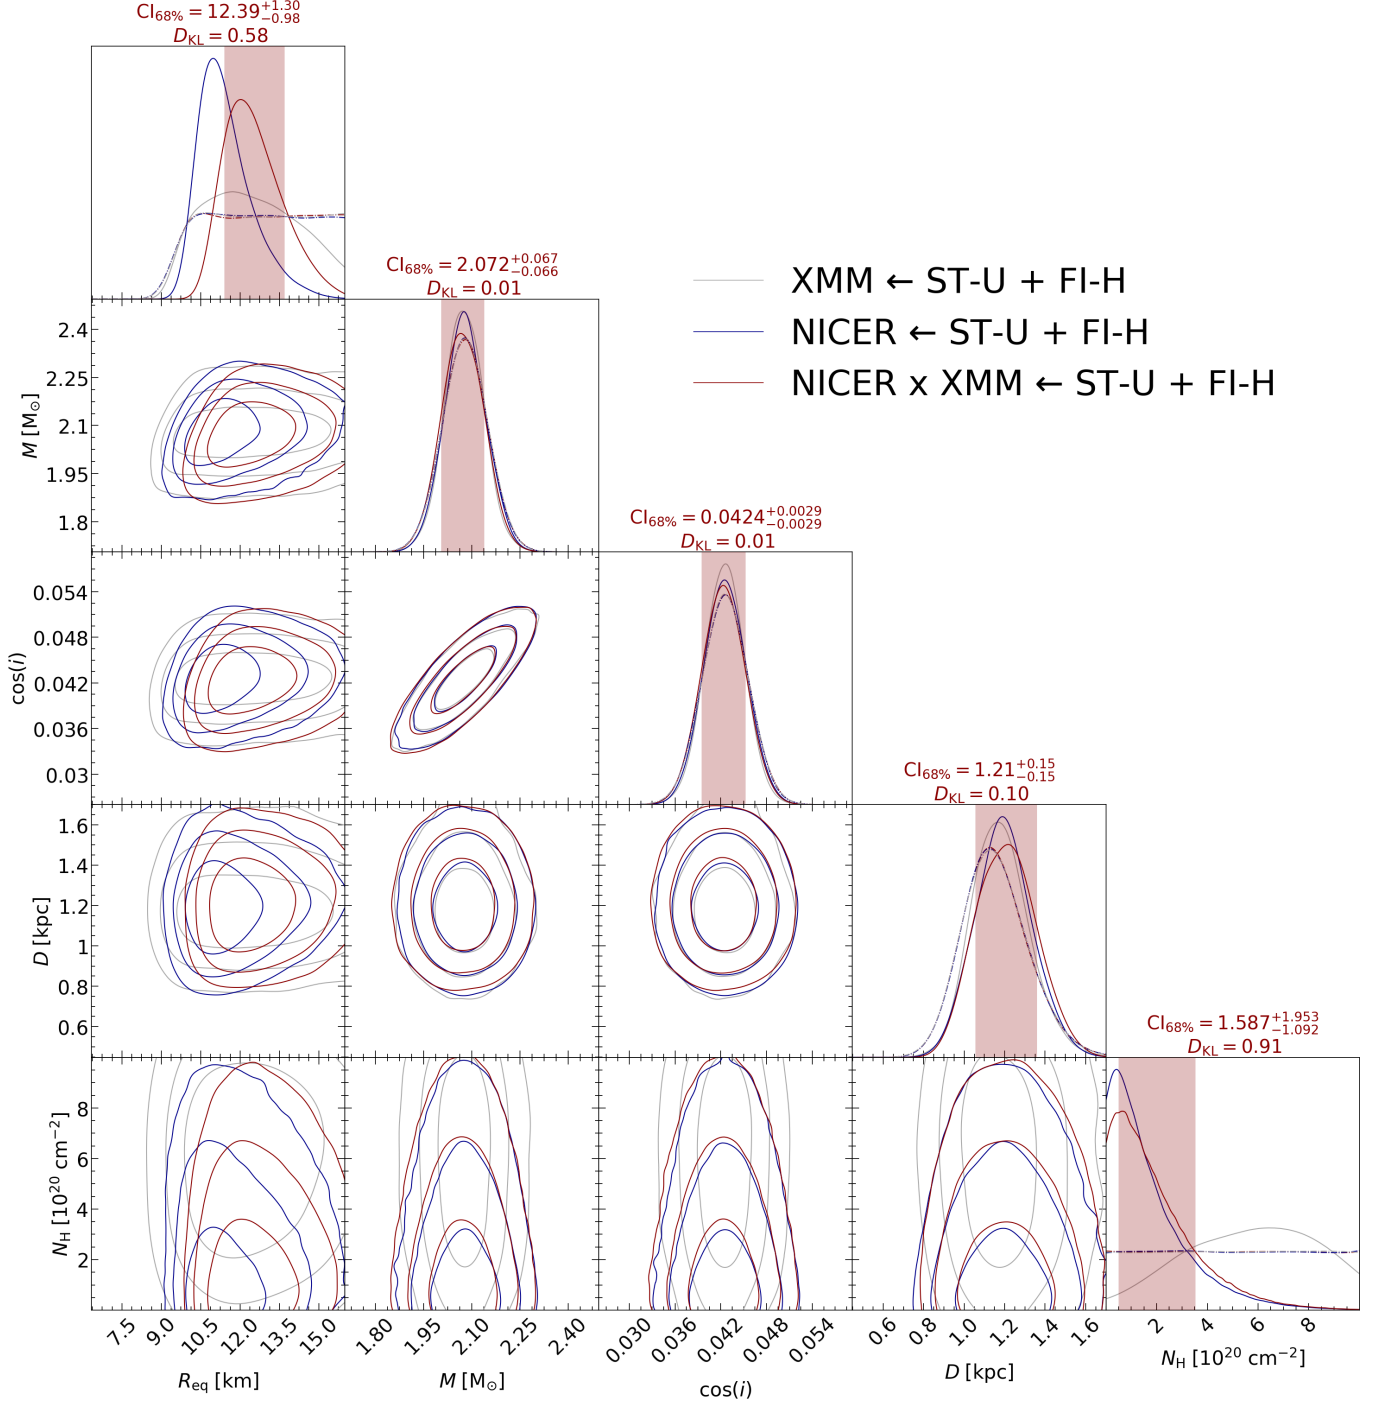 CI68% = 12.39+1.30−0.98
DKL = 0.58
CI68% = 2.072+0.067−0.066
DKL = 0.01
XMM ← ST-U + FI-H
NICER ← ST-U + FI-H
NICER x XMM ← ST-U + FI-H
M [M⊙]
2.4
2.25
2.1
1.95
1.8
CI68% = 0.0424+0.0029−0.0029
DKL = 0.01
cos(i)
0.054
0.048
0.042
0.036
0.03
CI68% = 1.21+0.15−0.15
DKL = 0.10
D [kpc]
1.6
1.4
1.2
1
0.8
0.6
CI68% = 1.587+1.953−1.092
DKL = 0.91
NH [10²⁰ cm⁻²]
8
6
4
2
7.5 9.0 10.5 12.0 13.5 15.0
1.80 1.95 2.10 2.25 2.40
0.030 0.036 0.042 0.048 0.054
0.6 0.8 1.0 1.2 1.4 1.6
2 4 6 8
Req [km]
M [M⊙]
cos(i)
D [kpc]
NH [10²⁰ cm⁻²]